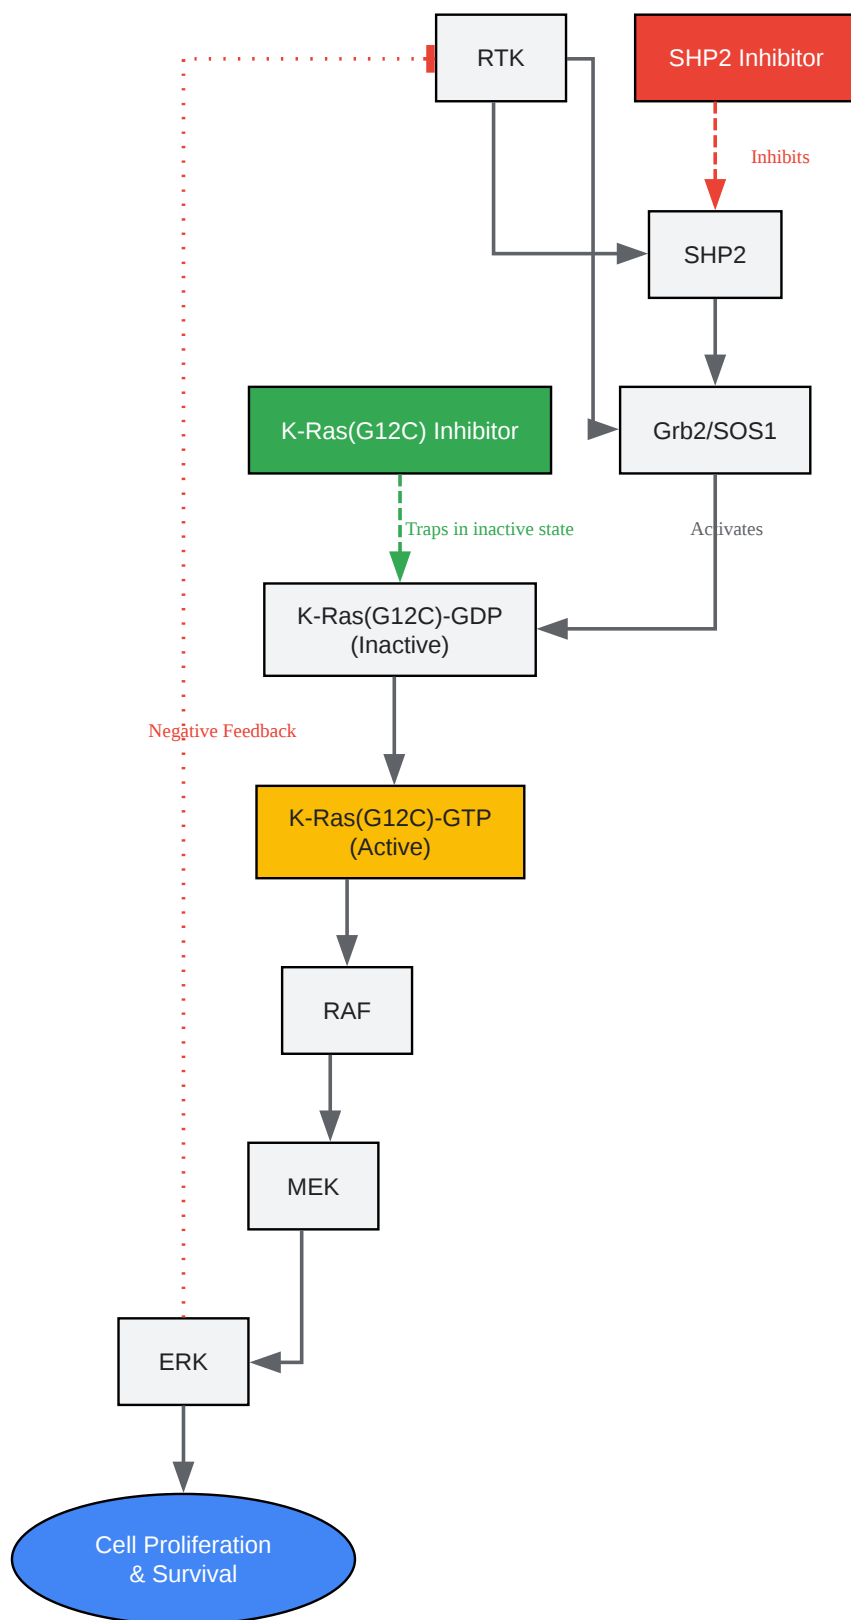 RTK
SHP2 Inhibitor
Inhibits
SHP2
K-Ras(G12C) Inhibitor
Grb2/SOS1
Traps in inactive state
Activates
K-Ras(G12C)-GDP
(Inactive)
Negative Feedback
K-Ras(G12C)-GTP
(Active)
RAF
MEK
ERK
Cell Proliferation
& Survival